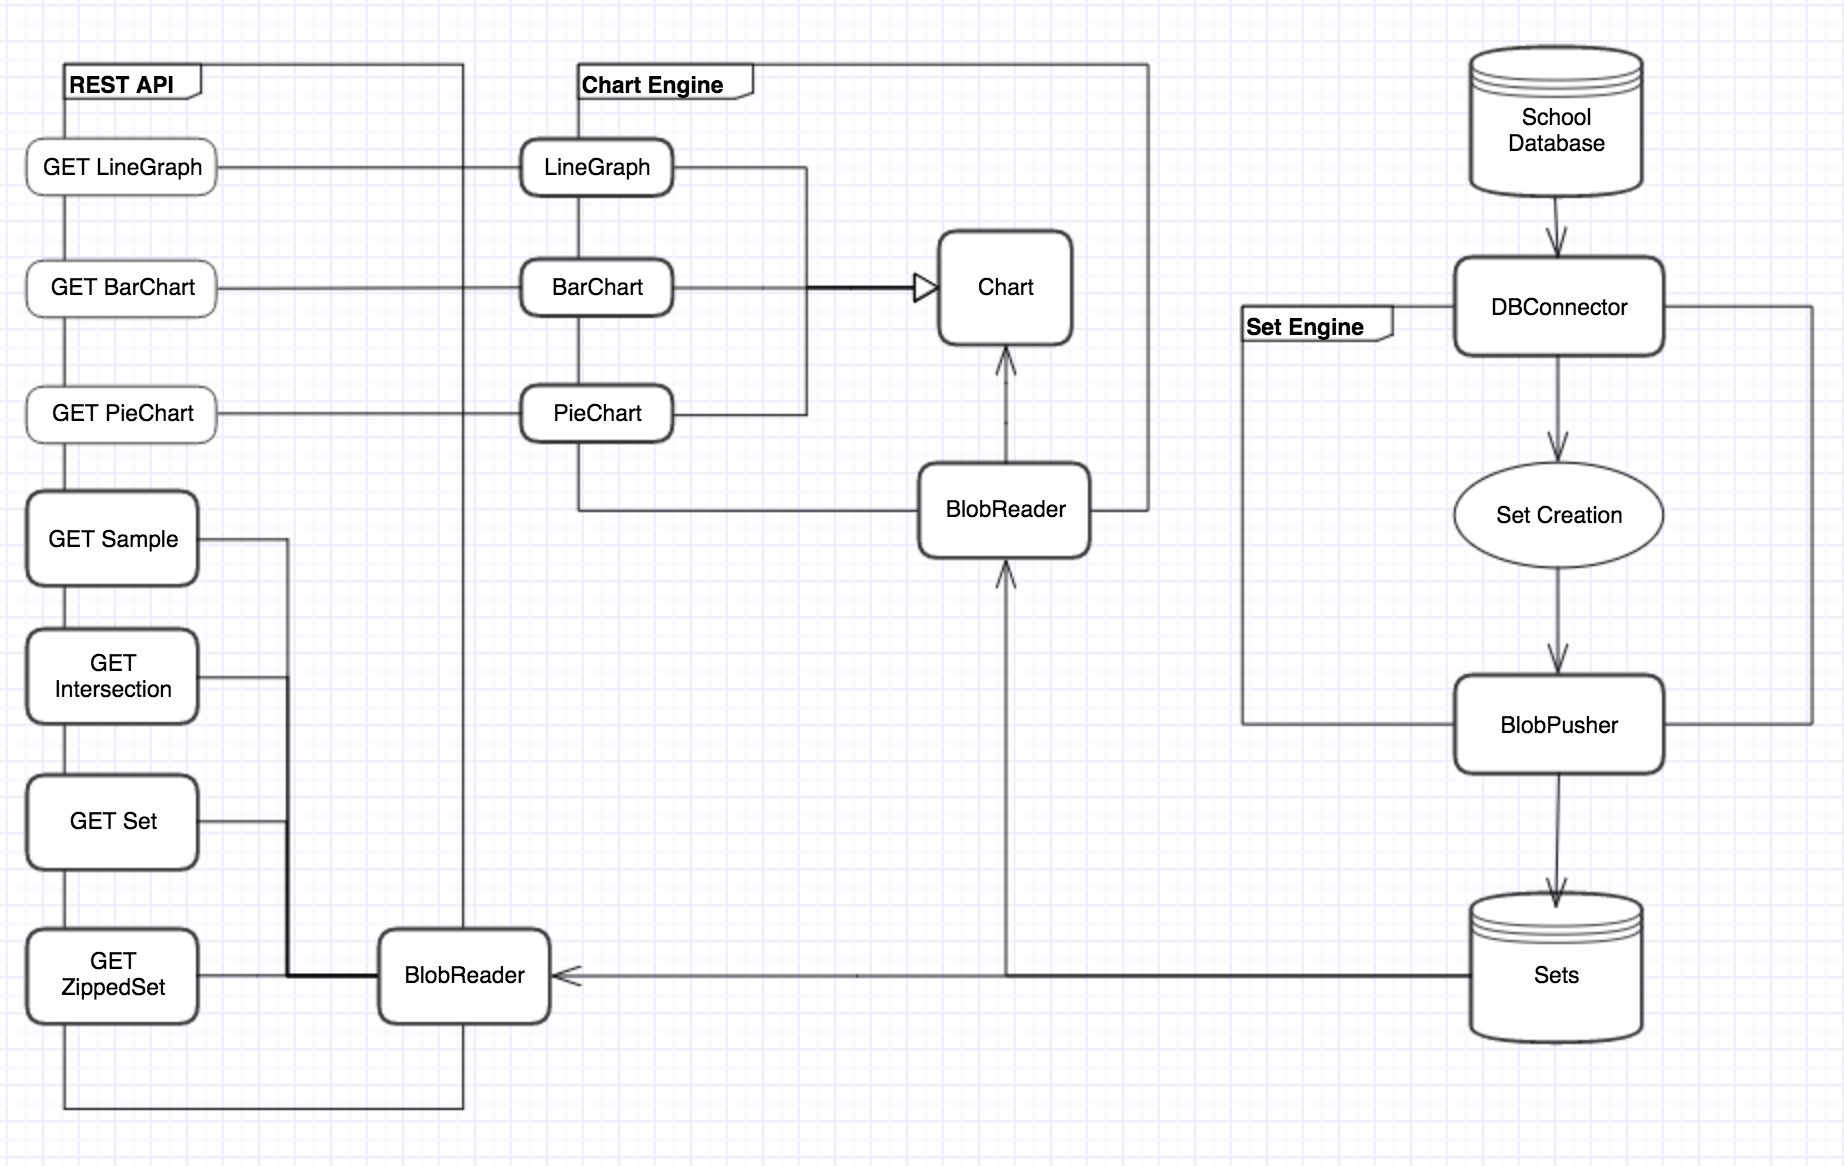 REST API
GET LineGraph
GET BarChart
GET PieChart
GET Sample
GET
Intersection
GET Set
GET
ZippedSet
BlobReader
Chart Engine
LineGraph
BarChart
PieChart
Chart
BlobReader
School
Database
Set Engine
DBConnector
Set Creation
BlobPusher
Sets